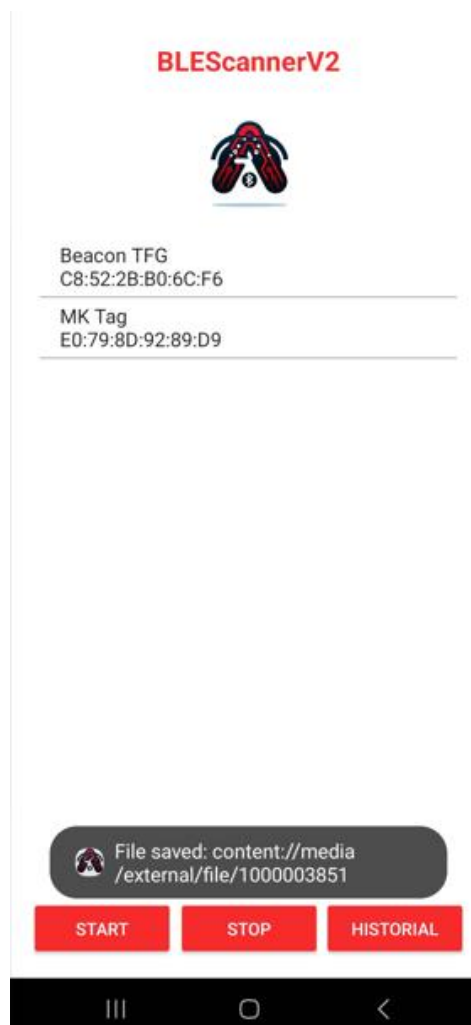 BLEScannerV2
Beacon TFG
C8:52:2B:B0:6C:F6
MK Tag
E0:79:8D:92:89:D9
File saved: content://media
/external/file/1000003851
START STOP HISTORIAL